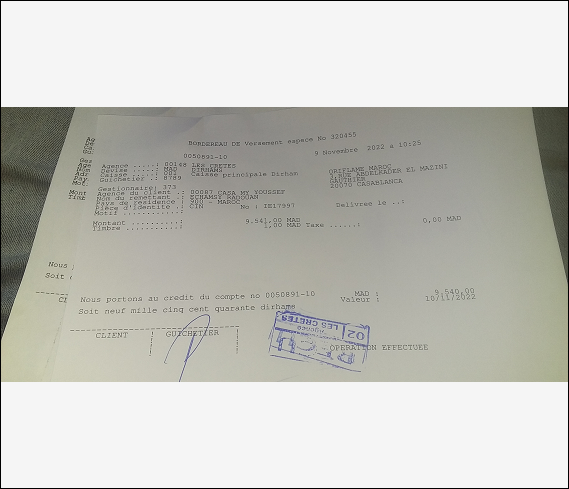 BORDEREAU DE Versement espece No 320455
0050891-10 9 Novembre 2022 a 10:25
Agence .....: 00148 LES CRETES
Devise .....: MAD DIRHAMS ORIFLAME MAROC
Caisse .....: 002 Caisse principale Dirham RUE ABDELKADER EL MAZINI
Guichetier .: 8789 GAUTHIER
20070 CASABLANCA
Gestionnaire: 373
Agence du client .: 00087 CASA MY YOUSSEF
Nom du remettant .: ECHAMSY RADOUAN
Pays de residence : MAROC
Pièce d'identité .: CIN No : IE17997 Delivree le ..:
Motif ............:
Montant ..........: 9.541,00 MAD
Timbre ...........: 1,00 MAD Taxe ......: 0,00 MAD
Nous portons au credit du compte no 0050891-10 MAD : 9.540,00
Valeur : 10/11/2022
Soit neuf mille cinq cent quarante dirhams
CLIENT GUICHETIER
OPERATION EFFECTUEE
02
Agence
LES CRETES
Nous
Soit